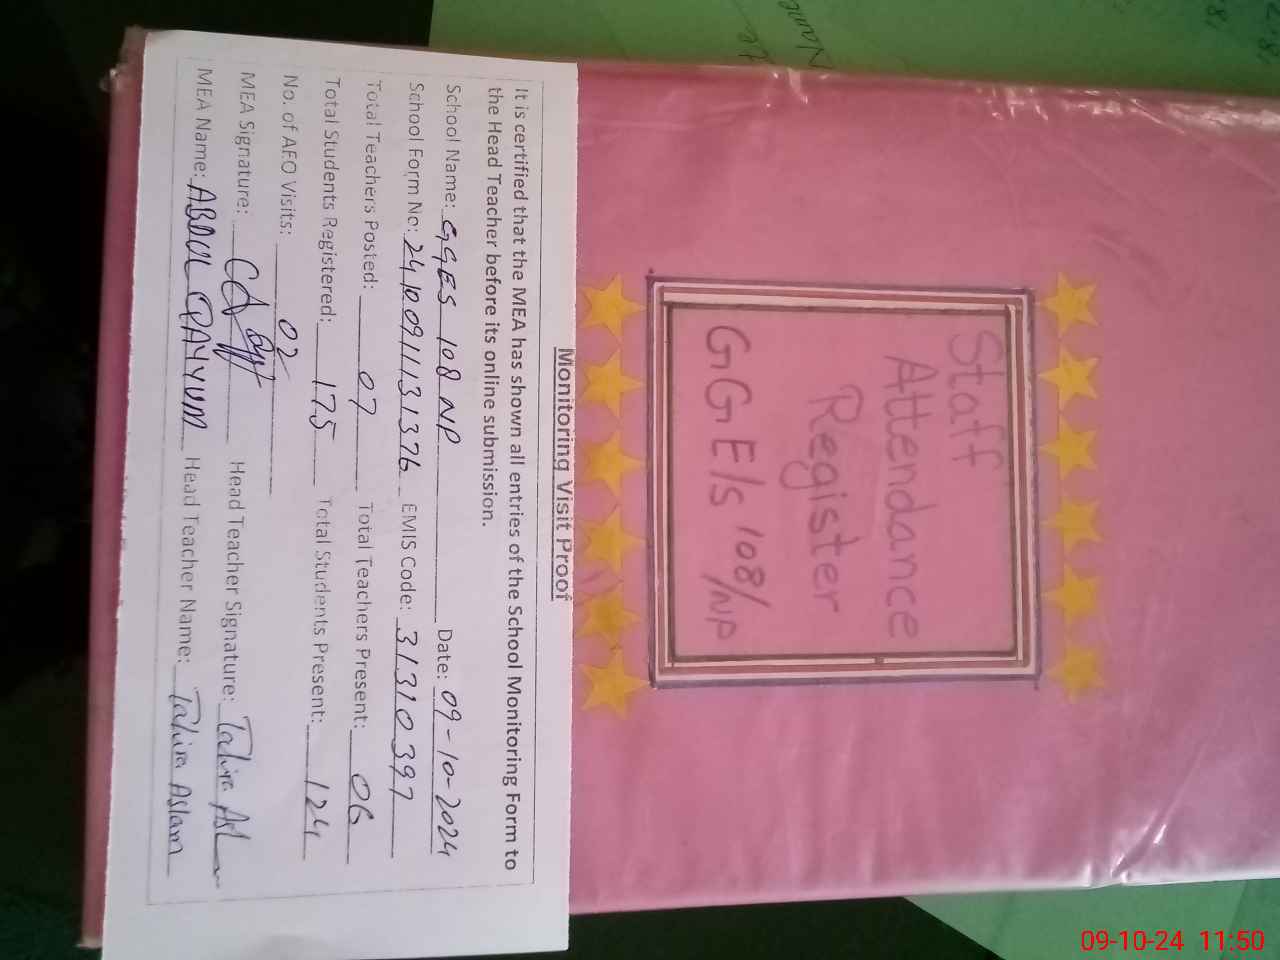 Staff
Attendance
Register
GGE/s 108/NP
Monitoring Visit Proof
It is certified that the MEA has shown all entries of the School Monitoring Form to
the Head Teacher before its online submission.
School Name: GGES 108 NP Date: 09-10-2024
School Form No: 24100911131376 EMIS Code: 31310397
Total Teachers Posted: 07 Total Teachers Present: 06
Total Students Registered: 175 Total Students Present: 124
No. of AEO Visits: 02
MEA Signature: Head Teacher Signature: Tahira Asl
MEA Name: ABDUL QAYYUM Head Teacher Name: Tahira Aslam
Name
09-10-24 11:50